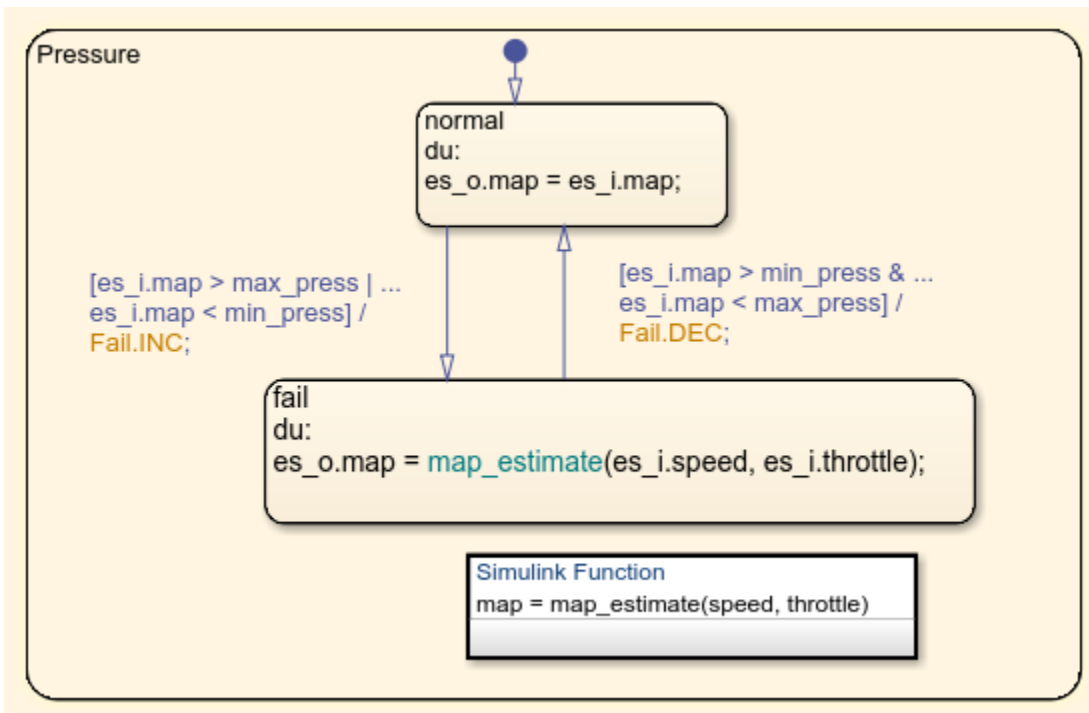 Pressure
normal
du:
es_o.map = es_i.map;
[es_i.map > max_press | ...
es_i.map < min_press] /
Fail.INC;
[es_i.map > min_press & ...
es_i.map < max_press] /
Fail.DEC;
fail
du:
es_o.map = map_estimate(es_i.speed, es_i.throttle);
Simulink Function
map = map_estimate(speed, throttle)